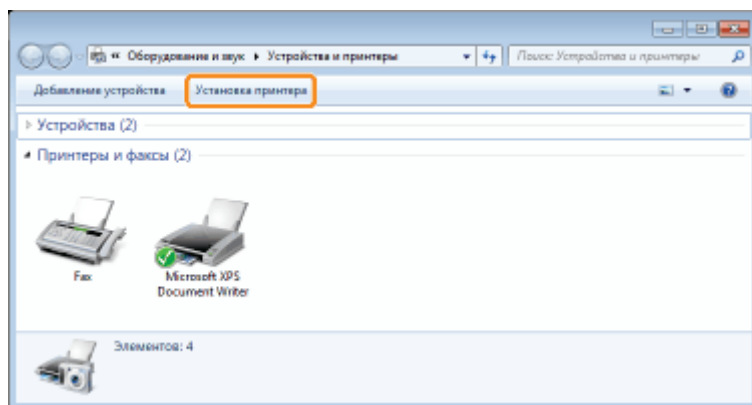 « Оборудование и звук ▸ Устройства и принтеры
Поиск: Устройства и принтеры
Добавление устройства Установка принтера
Устройства (2)
Принтеры и факсы (2)
Fax
Microsoft XPS
Document Writer
Элементов: 4